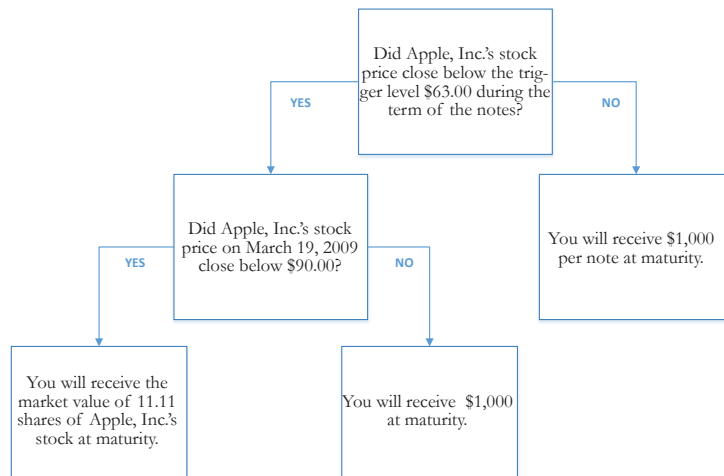 Did Apple, Inc.'s stock
price close below the trig-
ger level $63.00 during the
term of the notes?
YES
NO
Did Apple, Inc.'s stock
price on March 19, 2009
close below $90.00?
You will receive $1,000
per note at maturity.
YES
NO
You will receive the
market value of 11.11
shares of Apple, Inc.'s
stock at maturity.
You will receive $1,000
at maturity.